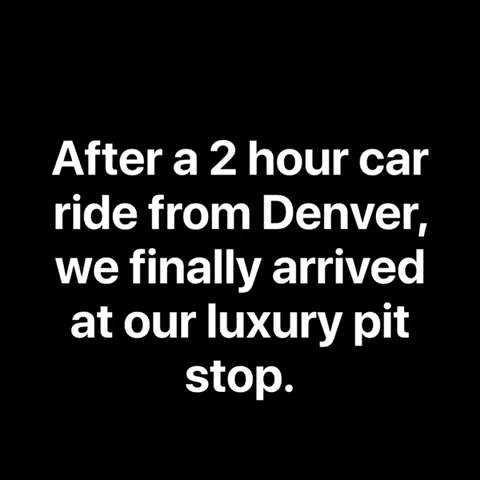 After a 2 hour car
ride from Denver,
we finally arrived
at our luxury pit
stop.